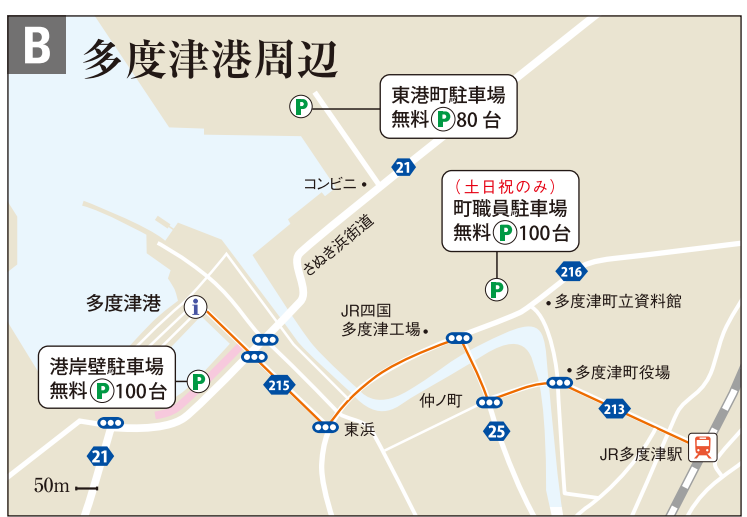 B
多度津港周辺
東港町駐車場
無料P80台
21
コンビニ
(土日祝のみ)
町職員駐車場
無料P100台
P
P
さぬき浜街道
216
多度津港
i
JR四国
多度津工場
多度津町立資料館
港岸壁駐車場
無料P100台
P
215
多度津町役場
仲ノ町
213
東浜
25
21
JR多度津駅
50m